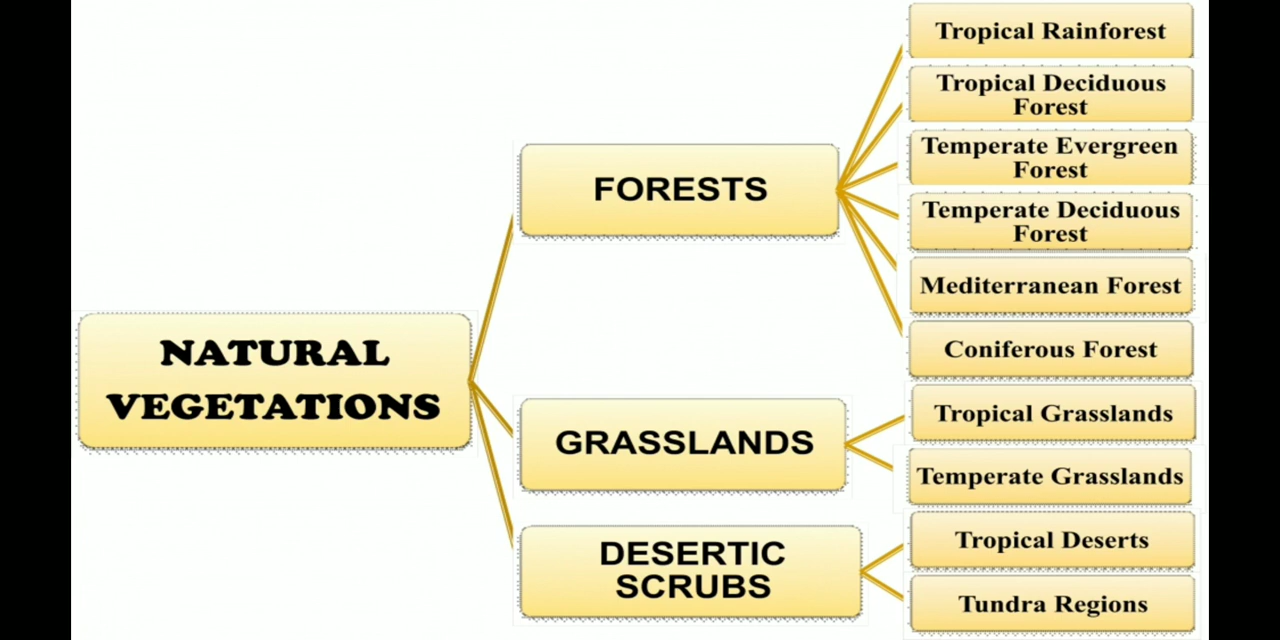 NATURAL
VEGETATIONS
FORESTS
Tropical Rainforest
Tropical Deciduous
Forest
Temperate Evergreen
Forest
Temperate Deciduous
Forest
Mediterranean Forest
Coniferous Forest
GRASSLANDS
Tropical Grasslands
Temperate Grasslands
DESERTIC
SCRUBS
Tropical Deserts
Tundra Regions